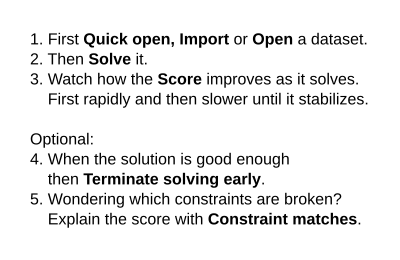 1. First Quick open, Import or Open a dataset.
2. Then Solve it.
3. Watch how the Score improves as it solves.
First rapidly and then slower until it stabilizes.
Optional:
4. When the solution is good enough
then Terminate solving early.
5. Wondering which constraints are broken?
Explain the score with Constraint matches.